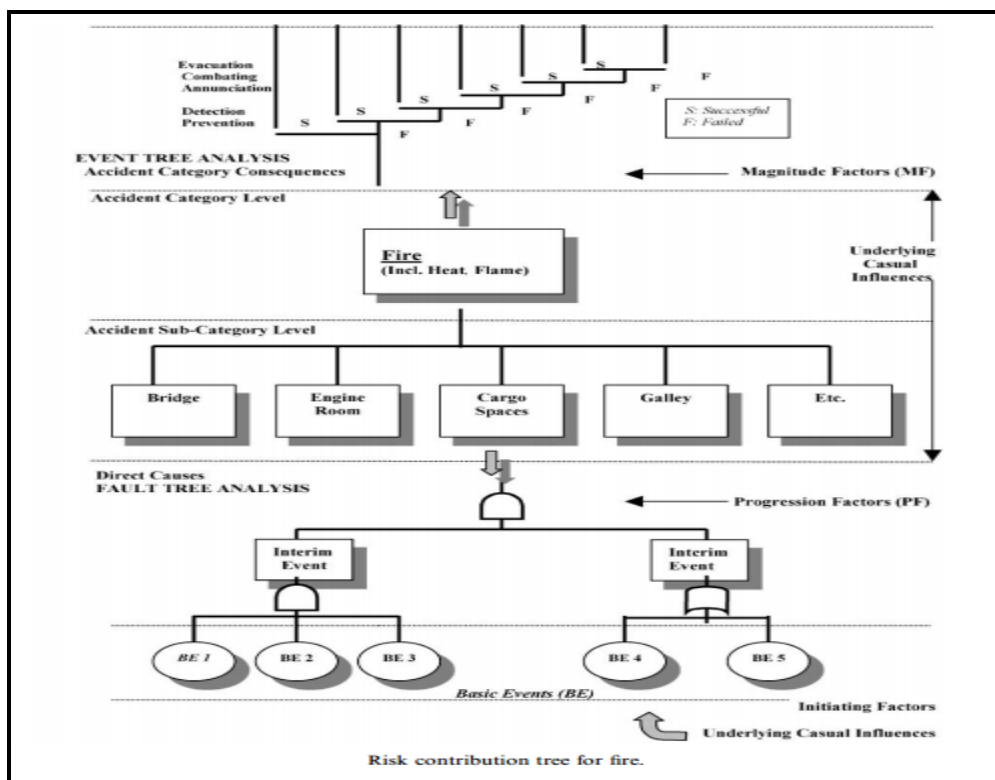 Evacuation
Combating
Annunciation
Detection
Prevention
S
S
S
S
S
S
F
F
F
F
F
F
S: Successful
F: Failed
EVENT TREE ANALYSIS
Accident Category Consequences
Magnitude Factors (MF)
Accident Category Level
Fire
(Incl. Heat, Flame)
Underlying
Casual
Influences
Accident Sub-Category Level
Bridge
Engine
Room
Cargo
Spaces
Galley
Etc.
Direct Causes
FAULT TREE ANALYSIS
Progression Factors (PF)
Interim
Event
Interim
Event
BE 1
BE 2
BE 3
BE 4
BE 5
Basic Events (BE)
Initiating Factors
Underlying Casual Influences
Risk contribution tree for fire.